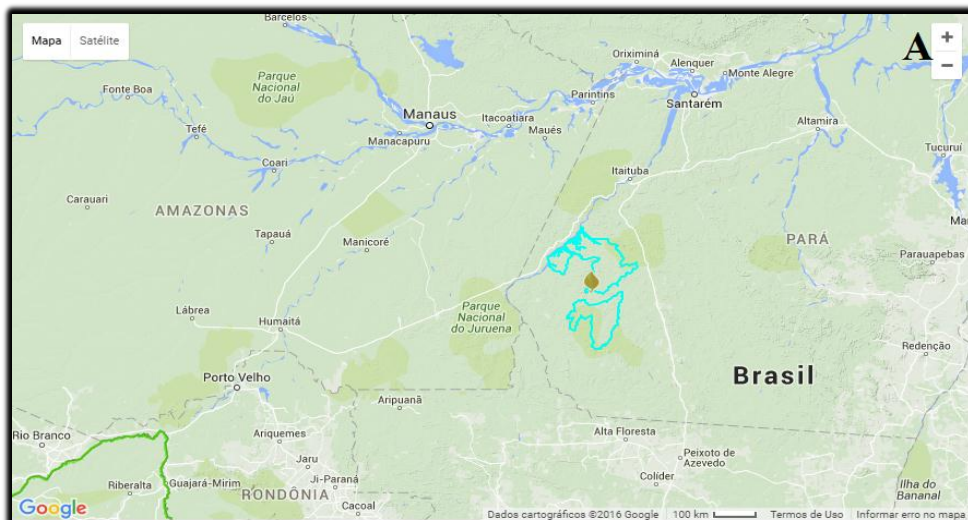 Mapa Satélite
Barcelos
A
+
−
Oriximiná
Alenquer
Monte Alegre
Parque
Nacional
do Jaú
Fonte Boa
Parintins
Santarém
Manaus
Itacoatiara
Tefé
Manacapuru
Maués
Altamira
Tucuruí
Coari
Itaituba
Carauari
AMAZONAS
Ma
Tapauá
Manicoré
PARÁ
Parauapebas
Parque
Nacional
do Juruena
Lábrea
Humaitá
Redenção
Porto Velho
Brasil
Aripuanã
Rio Branco
Ariquemes
Alta Floresta
Peixoto de
Azevedo
Jaru
Colíder
Riberalta
Guajará-Mirim
Ji-Paraná
RONDÔNIA
Ilha do
Bananal
Cacoal
Google
Dados cartográficos ©2016 Google 100 km Termos de Uso Informar erro no mapa